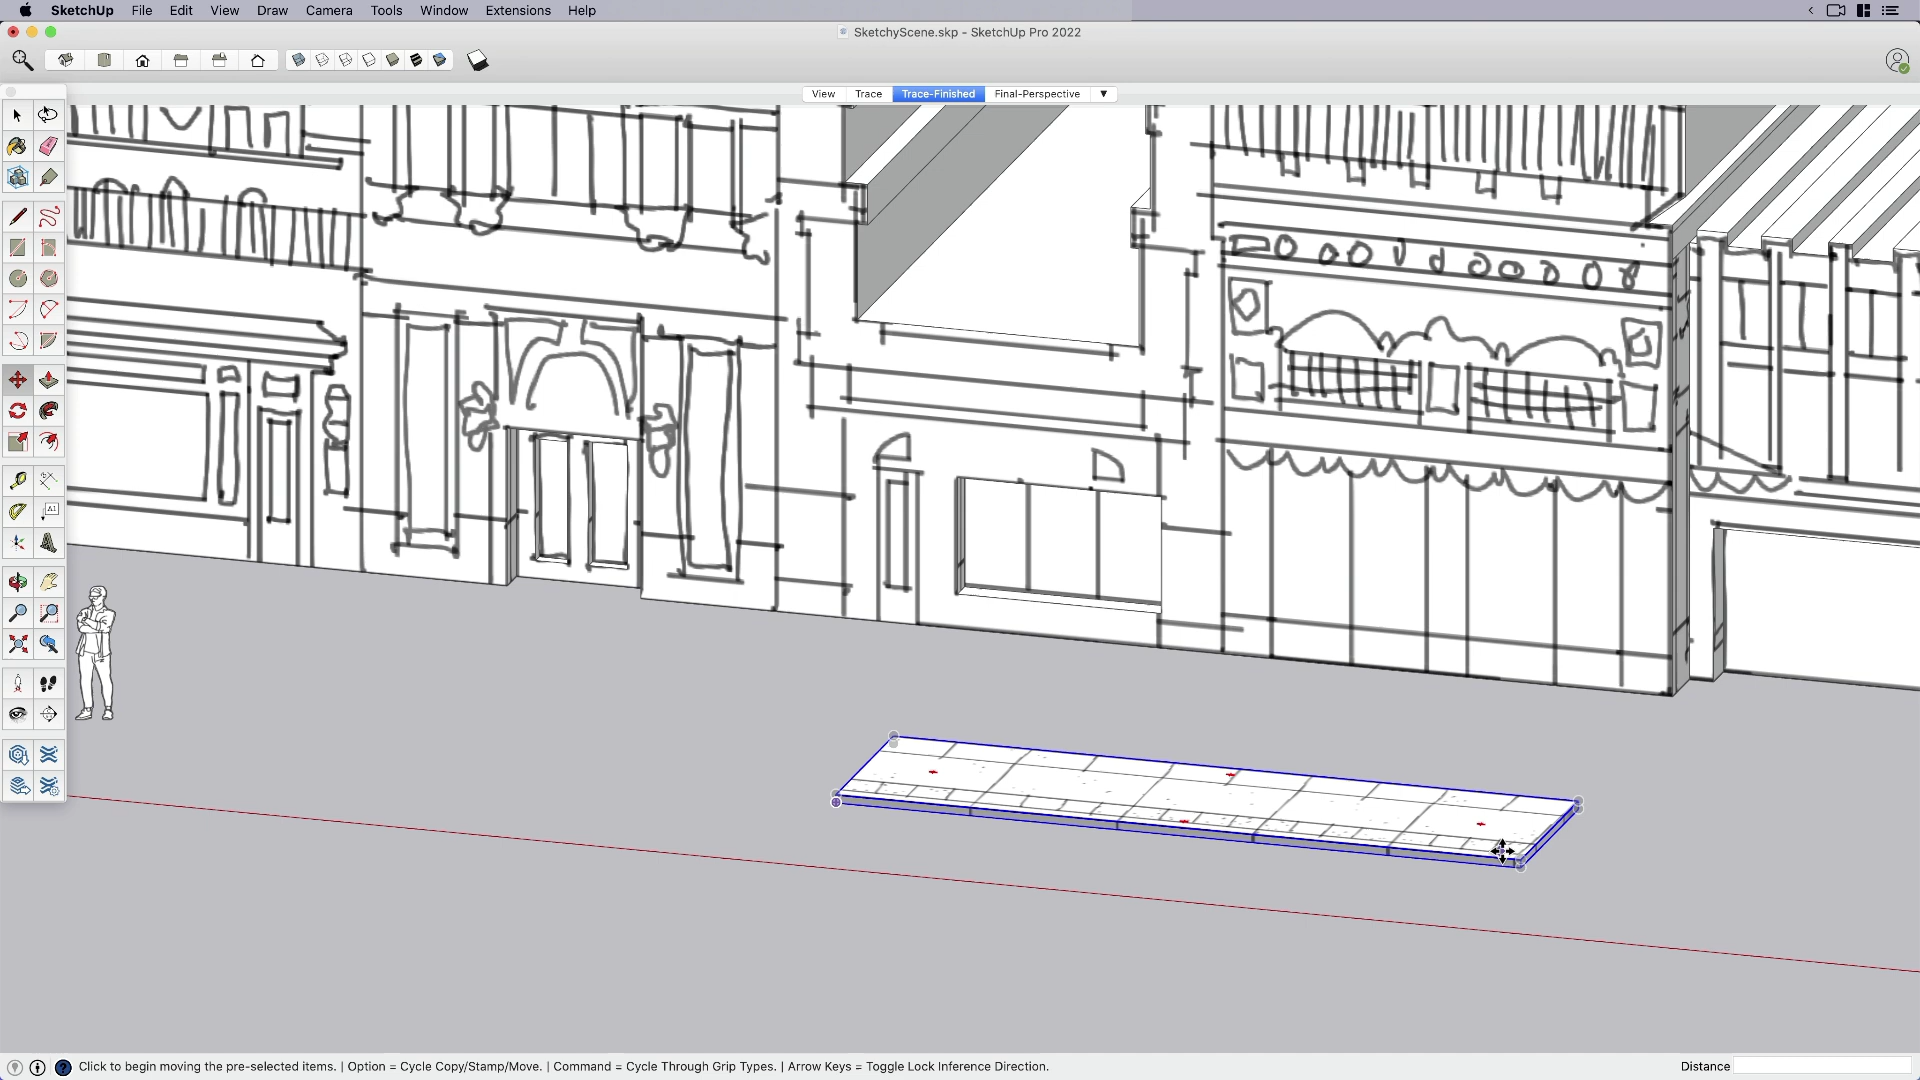 SketchUp File Edit View Draw Camera Tools Window Extensions Help
SketchyScene.skp - SketchUp Pro 2022
View Trace Trace-Finished Final-Perspective
A1
Click to begin moving the pre-selected items. | Option = Cycle Copy/Stamp/Move. | Command = Cycle Through Grip Types. | Arrow Keys = Toggle Lock Inference Direction.
Distance